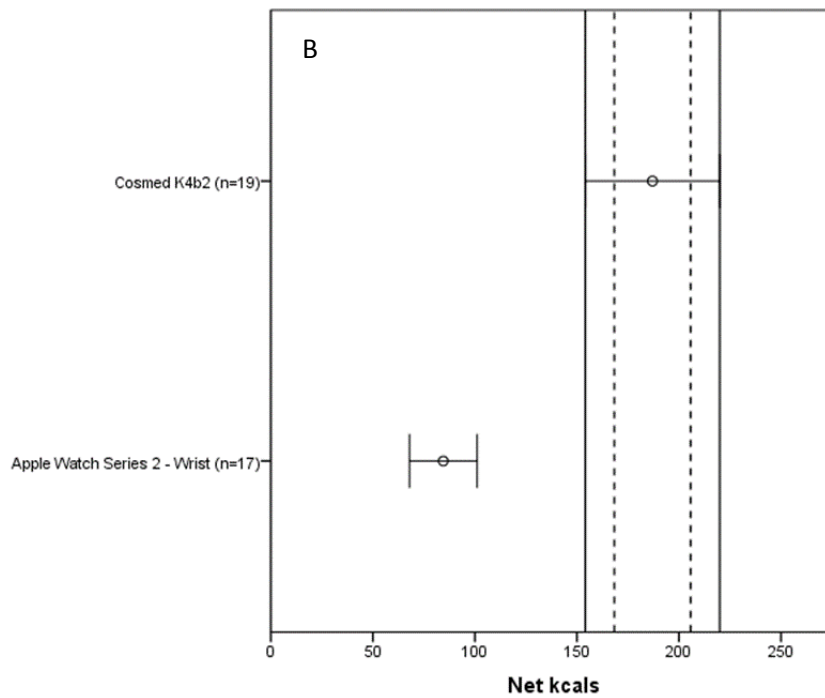 B
Cosmed K4b2 (n=19)
Apple Watch Series 2 - Wrist (n=17)
0 50 100 150 200 250
Net kcals